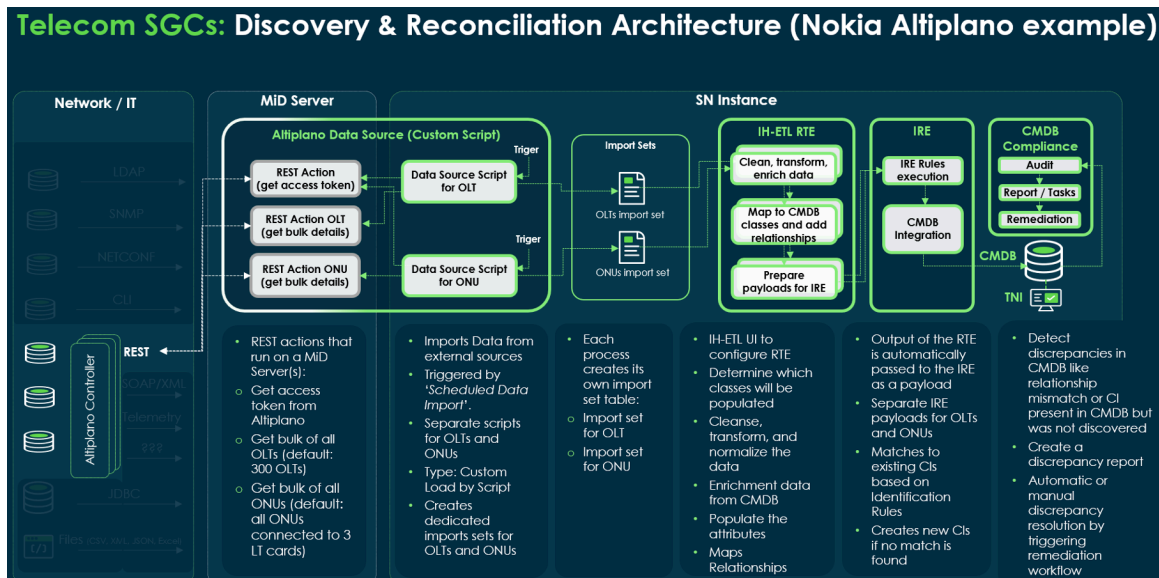 Telecom SGCs: Discovery & Reconciliation Architecture (Nokia Altiplano example)
Network / IT
LDAP
SNMP
NETCONF
CLI
REST
Altiplano Controller
SOAP/XML
Telemetry
???
JDBC
Files (CSV, XML, JSON, Excel)
MiD Server
SN Instance
Altiplano Data Source (Custom Script)
REST Action
(get access token)
REST Action OLT
(get bulk details)
REST Action ONU
(get bulk details)
Data Source Script
for OLT
Triger
Data Source Script
for ONU
Triger
Import Sets
OLTs import set
ONUs import set
IH-ETL RTE
Clean, transform,
enrich data
Map to CMDB
classes and add
relationships
Prepare
payloads for IRE
IRE
IRE Rules
execution
CMDB
Integration
CMDB
Compliance
Audit
Report / Tasks
Remediation
CMDB
TNI
• REST actions that
run on a MiD
Server(s):
o Get access
token from
Altiplano
o Get bulk of all
OLTs (default:
300 OLTs)
o Get bulk of all
ONUs (default:
all ONUs
connected to 3
LT cards)
• Imports Data from
external sources
• Triggered by
‘Scheduled Data
Import’.
• Separate scripts
for OLTs and
ONUs
• Type: Custom
Load by Script
• Creates
dedicated
imports sets for
OLTs and ONUs
• Each
process
creates its
own import
set table:
o Import set
for OLT
o Import set
for ONU
• IH-ETL UI to
configure RTE
• Determine which
classes will be
populated
• Cleanse,
transform, and
normalize the
data
• Enrichment data
from CMDB
• Populate the
attributes
• Maps
Relationships
• Output of the RTE
is automatically
passed to the IRE
as a payload
• Separate IRE
payloads for OLTs
and ONUs
• Matches to
existing CIs
based on
Identification
Rules
• Creates new CIs
if no match is
found
• Detect
discrepancies in
CMDB like
relationship
mismatch or CI
present in CMDB but
was not discovered
• Create a
discrepancy report
• Automatic or
manual
discrepancy
resolution by
triggering
remediation
workflow